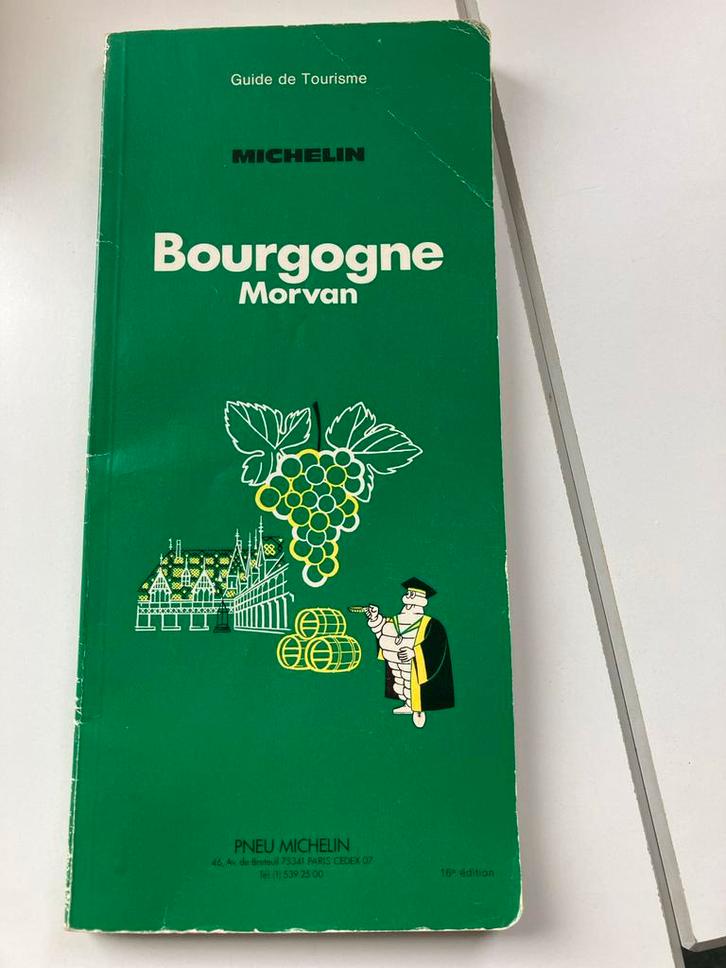 Guide de Tourisme
MICHELIN
Bourgogne
Morvan
PNEU MICHELIN
46, Av. de Breteuil 75341 PARIS CEDEX 07
Tél. (1) 539 25 00
16e édition